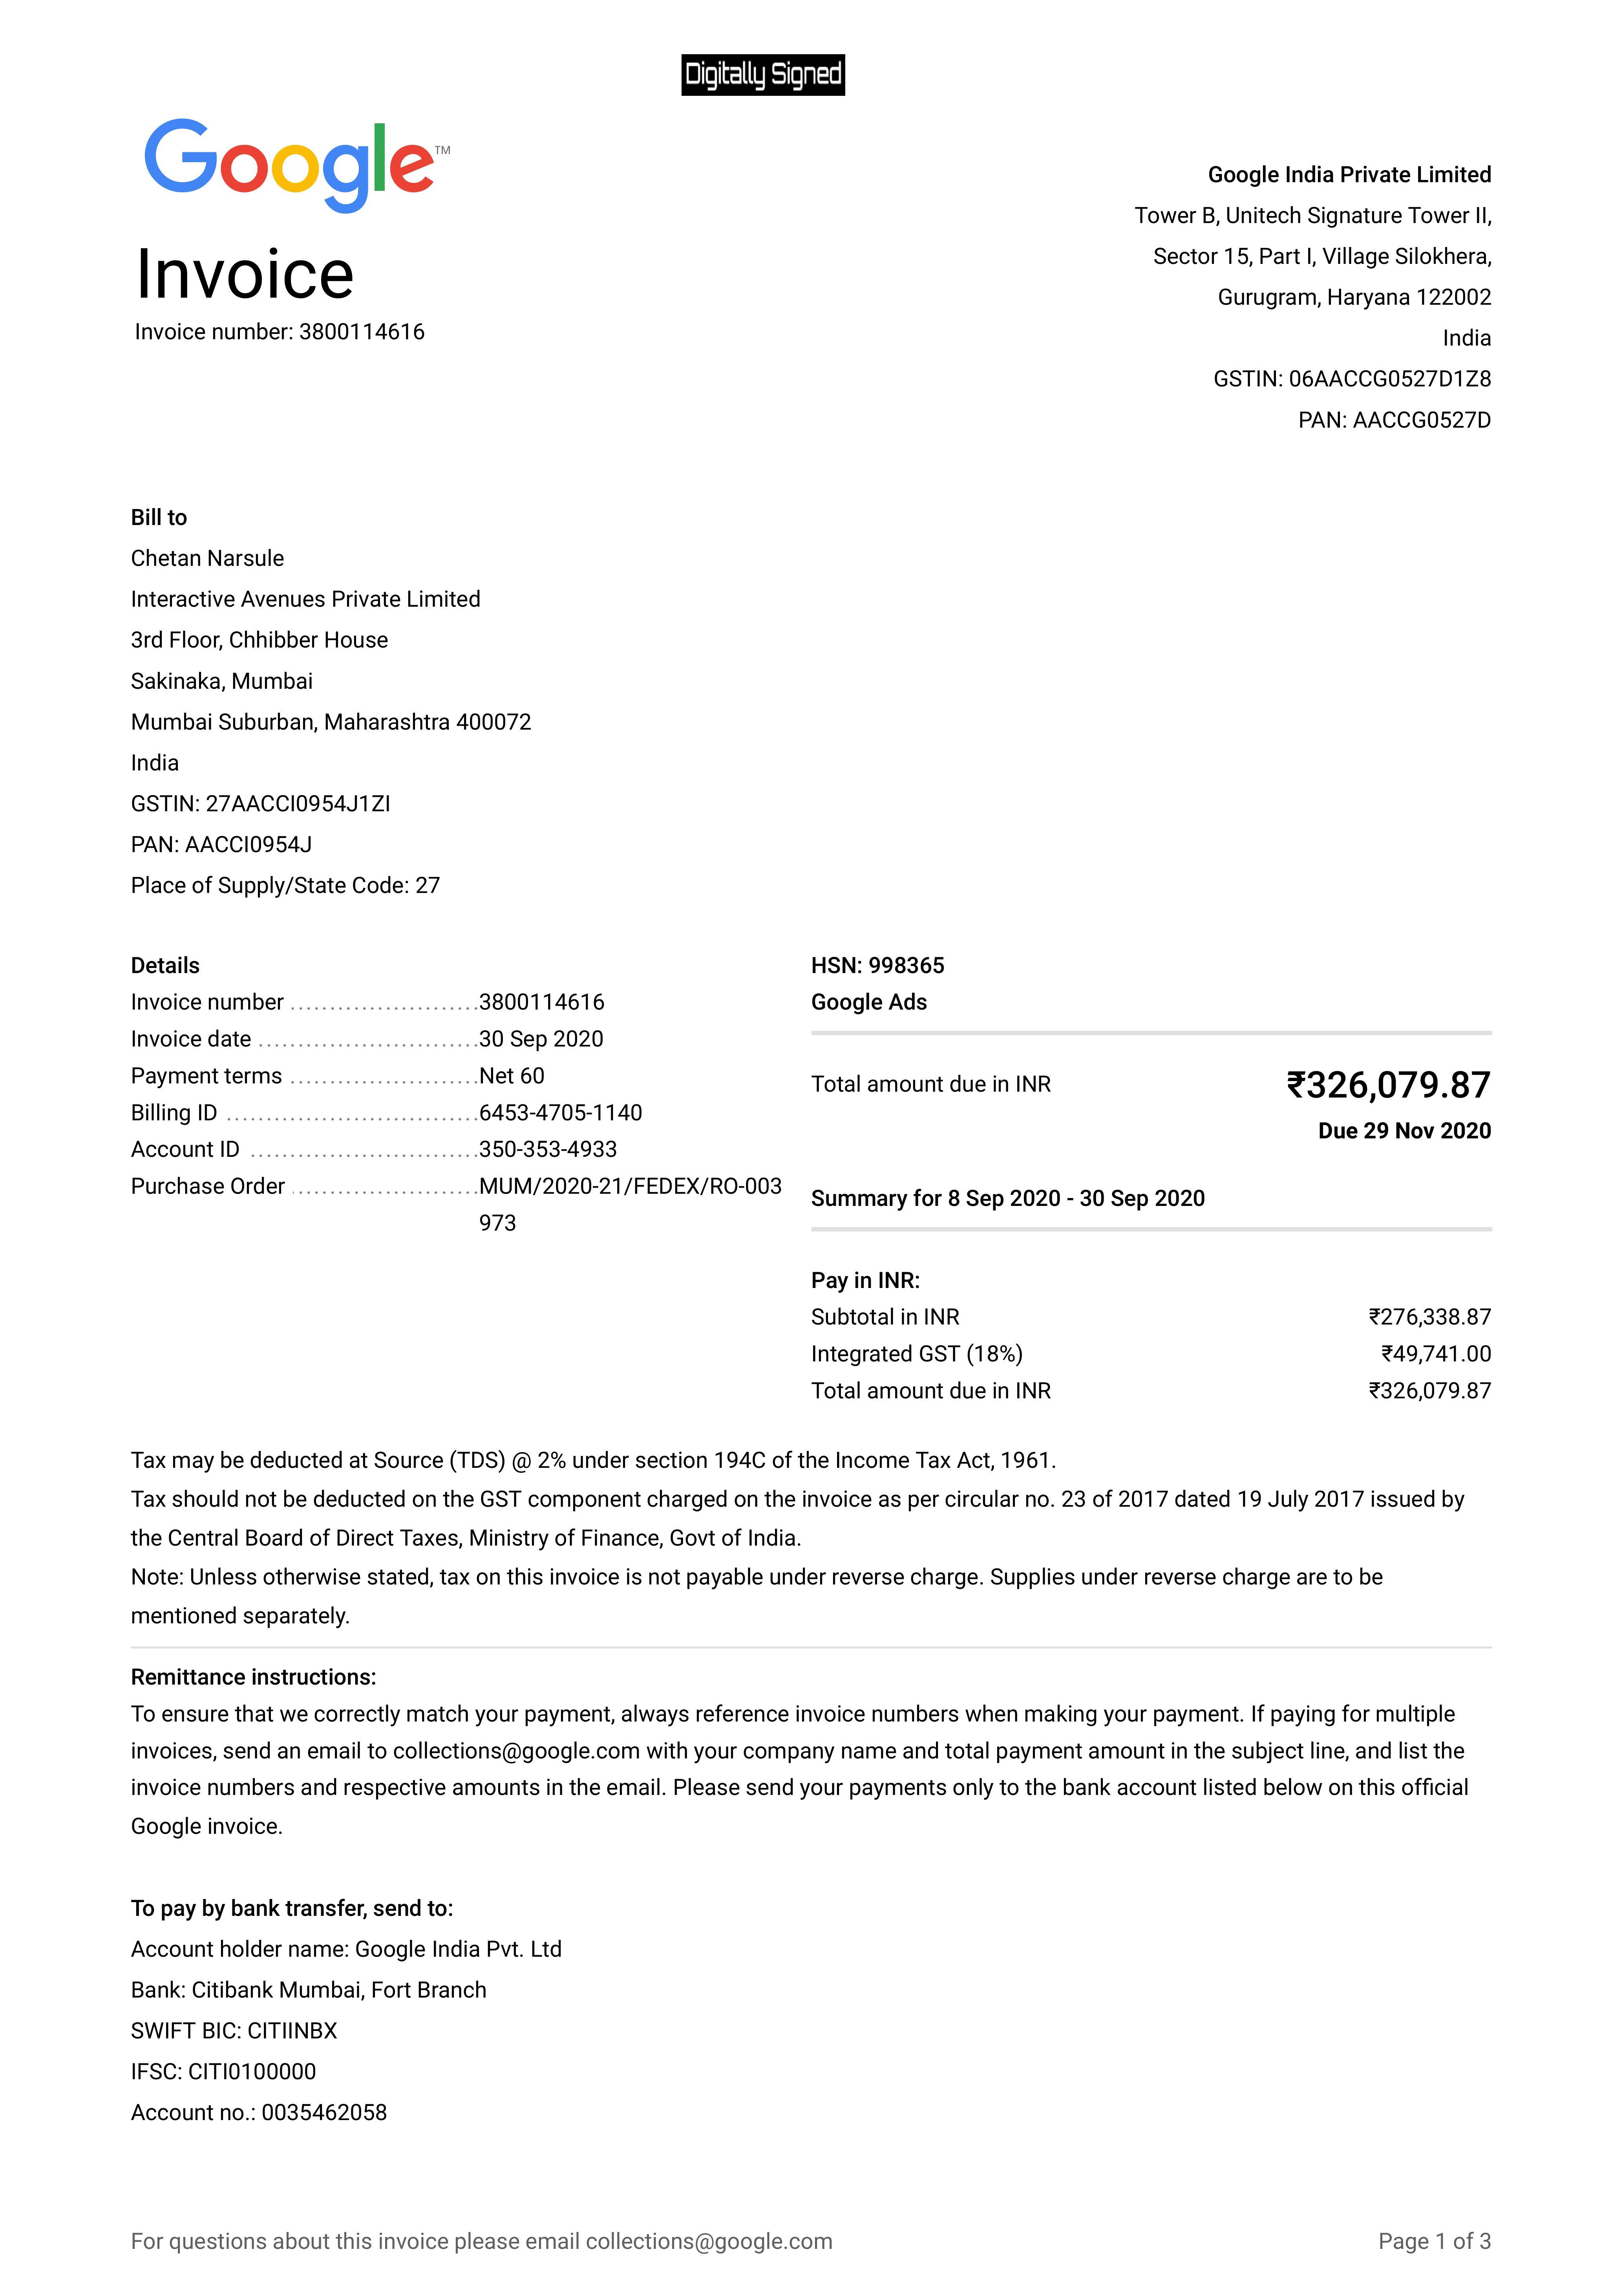 Digitally Signed
Google™
Google India Private Limited
Tower B, Unitech Signature Tower II,
Sector 15, Part I, Village Silokhera,
Gurugram, Haryana 122002
India
GSTIN: 06AACCG0527D1Z8
PAN: AACCG0527D
Invoice
Invoice number: 3800114616
Bill to
Chetan Narsule
Interactive Avenues Private Limited
3rd Floor, Chhibber House
Sakinaka, Mumbai
Mumbai Suburban, Maharashtra 400072
India
GSTIN: 27AACCI0954J1ZI
PAN: AACCI0954J
Place of Supply/State Code: 27
Details
Invoice number ........................3800114616
Invoice date ............................30 Sep 2020
Payment terms ........................Net 60
Billing ID ................................6453-4705-1140
Account ID .............................350-353-4933
Purchase Order ........................MUM/2020-21/FEDEX/RO-003
973
HSN: 998365
Google Ads
Total amount due in INR ₹326,079.87
Due 29 Nov 2020
Summary for 8 Sep 2020 - 30 Sep 2020
Pay in INR:
Subtotal in INR ₹276,338.87
Integrated GST (18%) ₹49,741.00
Total amount due in INR ₹326,079.87
Tax may be deducted at Source (TDS) @ 2% under section 194C of the Income Tax Act, 1961.
Tax should not be deducted on the GST component charged on the invoice as per circular no. 23 of 2017 dated 19 July 2017 issued by
the Central Board of Direct Taxes, Ministry of Finance, Govt of India.
Note: Unless otherwise stated, tax on this invoice is not payable under reverse charge. Supplies under reverse charge are to be
mentioned separately.
Remittance instructions:
To ensure that we correctly match your payment, always reference invoice numbers when making your payment. If paying for multiple
invoices, send an email to collections@google.com with your company name and total payment amount in the subject line, and list the
invoice numbers and respective amounts in the email. Please send your payments only to the bank account listed below on this official
Google invoice.
To pay by bank transfer, send to:
Account holder name: Google India Pvt. Ltd
Bank: Citibank Mumbai, Fort Branch
SWIFT BIC: CITIINBX
IFSC: CITI0100000
Account no.: 0035462058
For questions about this invoice please email collections@google.com Page 1 of 3